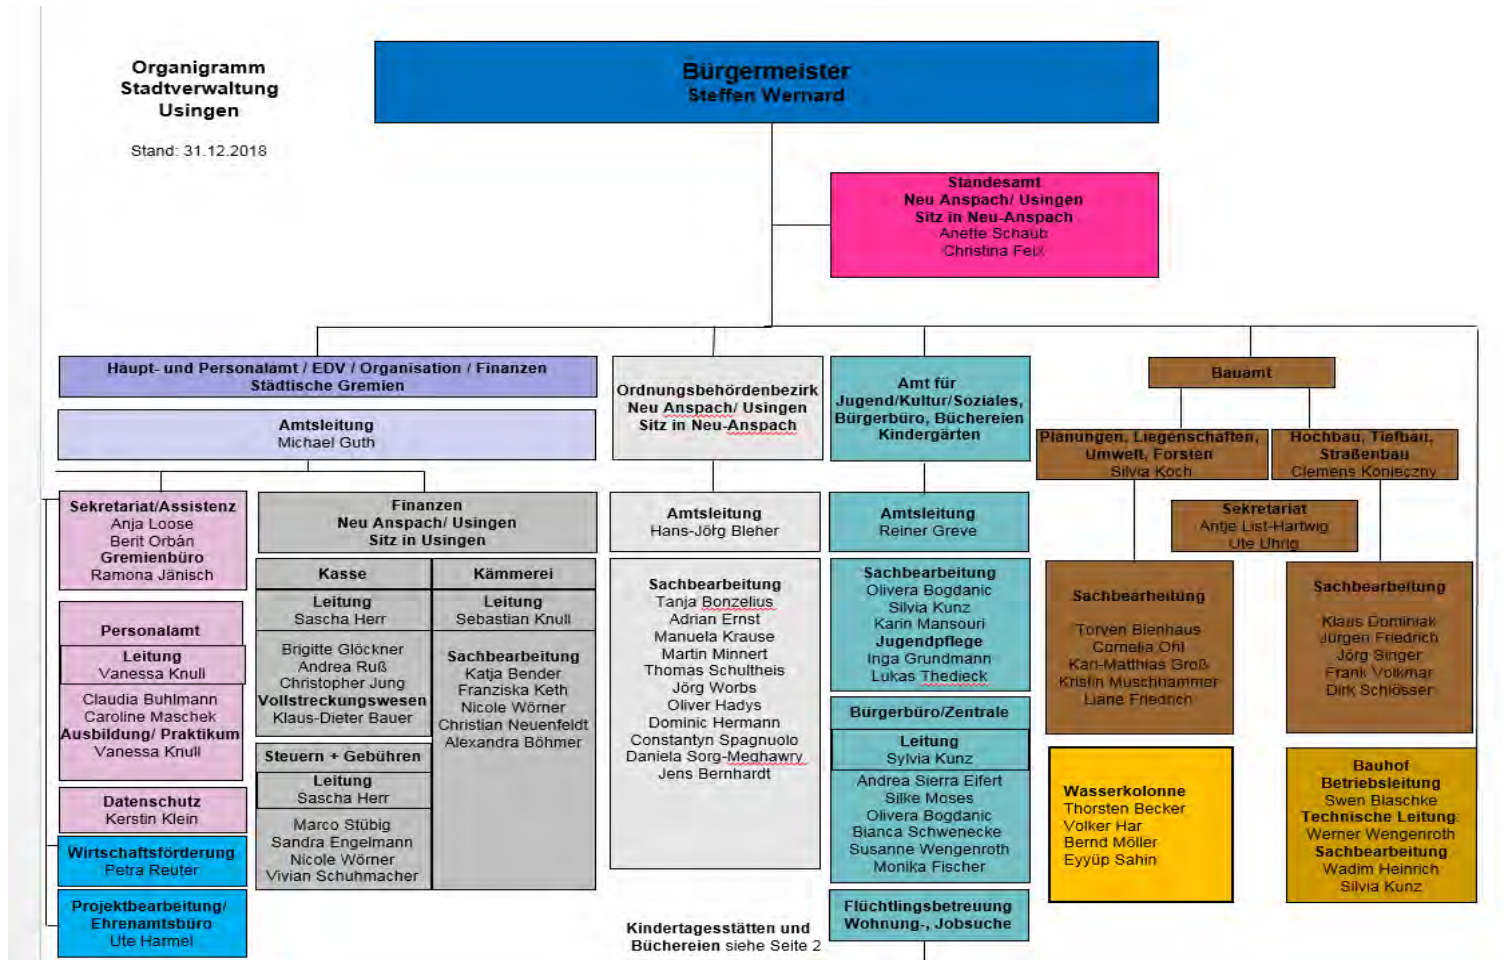 Organigramm
Stadtverwaltung
Usingen
Stand: 31.12.2018
Bürgermeister
Steffen Wernard
Standesamt
Neu Anspach/ Usingen
Sitz in Neu-Anspach
Anette Schaub
Christina Feix
Haupt- und Personalamt / EDV / Organisation / Finanzen
Städtische Gremien
Amtsleitung
Michael Guth
Sekretariat/Assistenz
Anja Loose
Berit Orbán
Gremienbüro
Ramona Jänisch
Personalamt
Leitung
Vanessa Knull
Claudia Buhlmann
Caroline Maschek
Ausbildung/ Praktikum
Vanessa Knull
Datenschutz
Kerstin Klein
Wirtschaftsförderung
Petra Reuter
Projektbearbeitung/
Ehrenamtsbüro
Ute Harmel
Finanzen
Neu Anspach/ Usingen
Sitz in Usingen
Kasse
Leitung
Sascha Herr
Brigitte Glöckner
Andrea Ruß
Christopher Jung
Vollstreckungswesen
Klaus-Dieter Bauer
Steuern + Gebühren
Leitung
Sascha Herr
Marco Stübig
Sandra Engelmann
Nicole Wörner
Vivian Schuhmacher
Kämmerei
Leitung
Sebastian Knull
Sachbearbeitung
Katja Bender
Franziska Keth
Nicole Wörner
Christian Neuenfeldt
Alexandra Böhmer
Ordnungsbehördenbezirk
Neu Anspach/ Usingen
Sitz in Neu-Anspach
Amtsleitung
Hans-Jörg Bleher
Sachbearbeitung
Tanja Bonzelius
Adrian Ernst
Manuela Krause
Martin Minnert
Thomas Schultheis
Jörg Worbs
Oliver Hadys
Dominic Hermann
Constantyn Spagnuolo
Daniela Sorg-Meghawry
Jens Bernhardt
Kindertagesstätten und
Büchereien siehe Seite 2
Amt für
Jugend/Kultur/Soziales,
Bürgerbüro, Büchereien
Kindergärten
Amtsleitung
Reiner Greve
Sachbearbeitung
Olivera Bogdanic
Silvia Kunz
Karin Mansouri
Jugendpflege
Inga Grundmann
Lukas Thedieck
Bürgerbüro/Zentrale
Leitung
Sylvia Kunz
Andrea Sierra Eifert
Silke Moses
Olivera Bogdanic
Bianca Schwenecke
Susanne Wengenroth
Monika Fischer
Flüchtlingsbetreuung
Wohnung-, Jobsuche
Bauamt
Planungen, Liegenschaften,
Umwelt, Forsten
Silvia Koch
Hochbau, Tiefbau,
Straßenbau
Clemens Konieczny
Sekretariat
Antje List-Hartwig
Ute Uhrig
Sachbearbeitung
Torven Bienhaus
Cornelia Ohl
Karl-Matthias Groß
Kristin Muschhammer
Liane Friedrich
Wasserkolonne
Thorsten Becker
Volker Har
Bernd Möller
Eyyüp Sahin
Sachbearbeitung
Klaus Dominiak
Jürgen Friedrich
Jörg Singer
Frank Volkmar
Dirk Schlösser
Bauhof
Betriebsleitung
Swen Blaschke
Technische Leitung:
Werner Wengenroth
Sachbearbeitung
Wadim Heinrich
Silvia Kunz